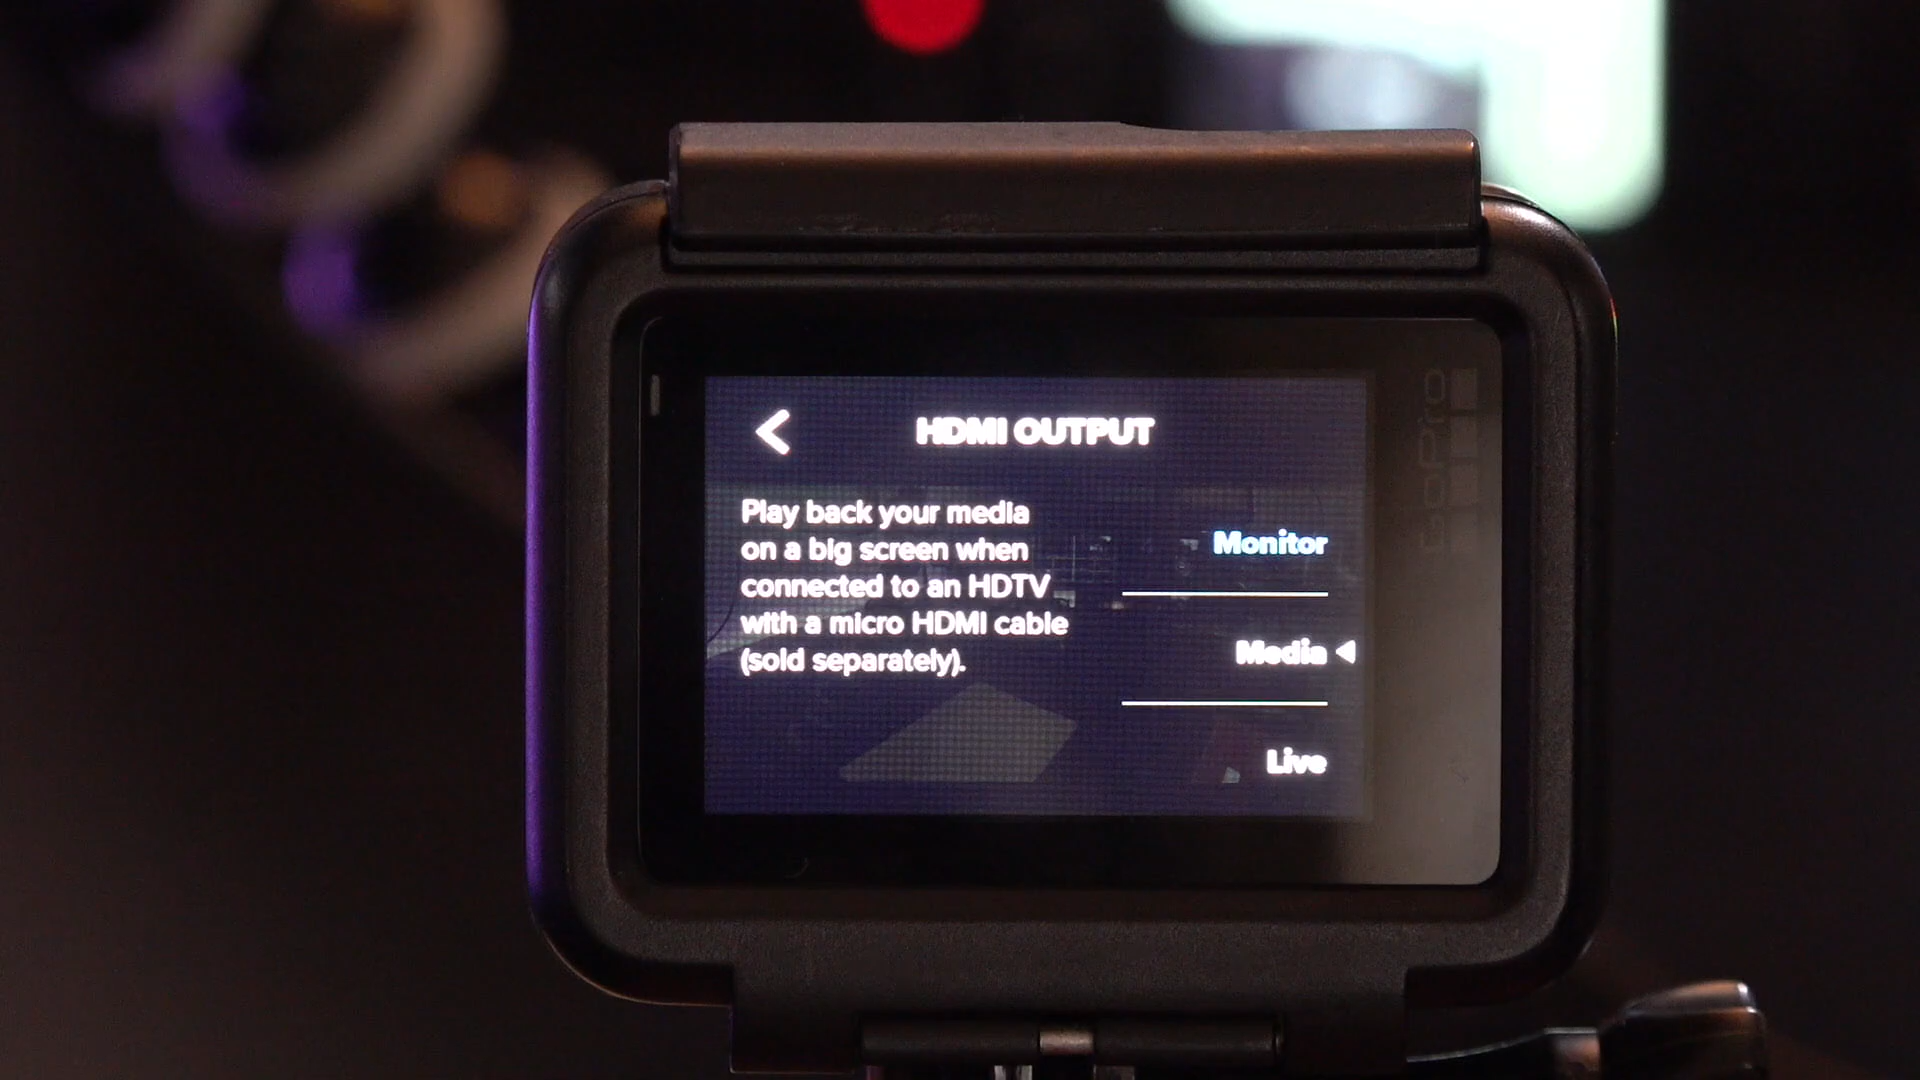 HDMI OUTPUT
Play back your media
on a big screen when
connected to an HDTV
with a micro HDMI cable
(sold separately).
Monitor
Media
Live
GoPro